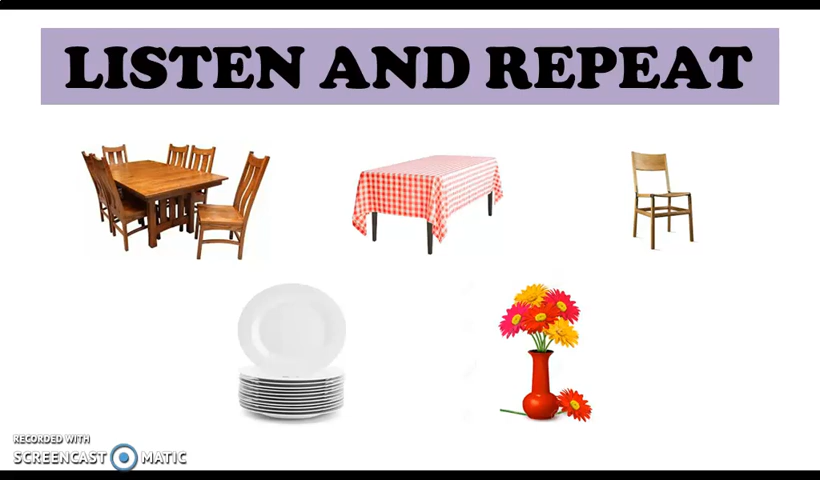 LISTEN AND REPEAT
RECORDED WITH
SCREENCAST MATIC